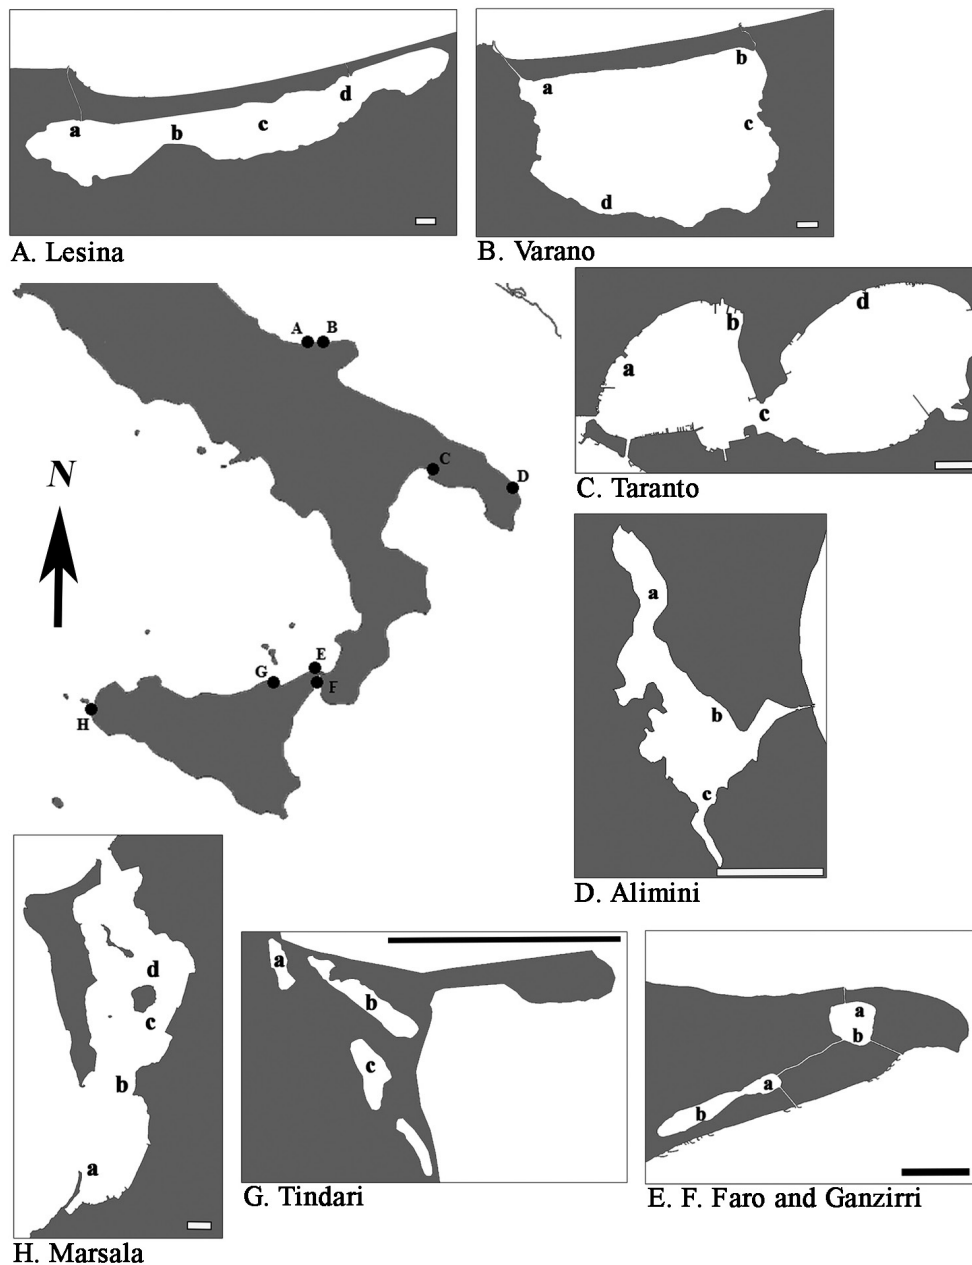 a
b
c
d
A. Lesina
a
b
c
d
B. Varano
A B
C
D
E
F
G
H
N
a
b
c
d
C. Taranto
a
b
c
D. Alimini
d
c
b
a
H. Marsala
a
b
c
G. Tindari
a
b
a
b
E. F. Faro and Ganzirri